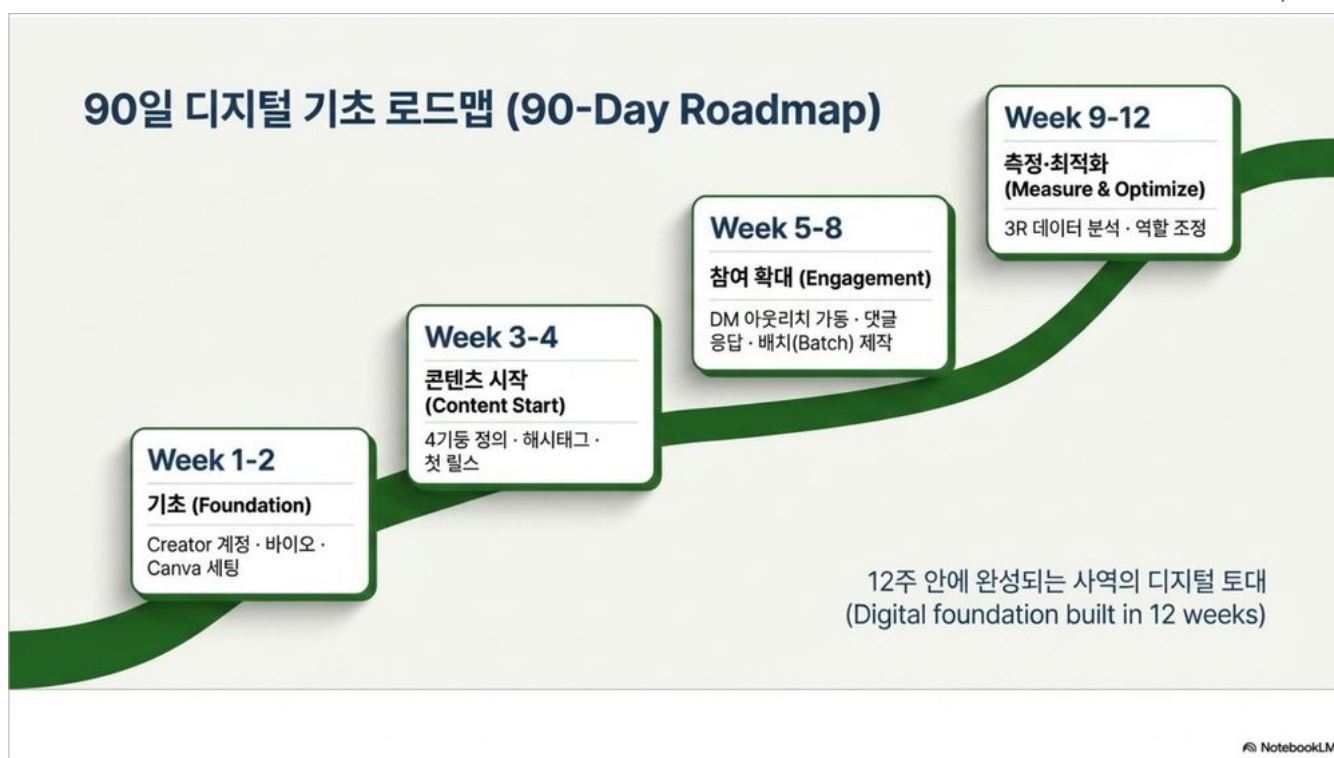 90일 디지털 기초 로드맵 (90-Day Roadmap)
Week 1-2
기초 (Foundation)
Creator 계정 · 바이오 ·
Canva 세팅
Week 3-4
콘텐츠 시작
(Content Start)
4기둥 정의 · 해시태그 ·
첫 릴스
Week 5-8
참여 확대 (Engagement)
DM 아웃리치 가동 · 댓글
응답 · 배치(Batch) 제작
Week 9-12
측정·최적화
(Measure & Optimize)
3R 데이터 분석 · 역할 조정
12주 안에 완성되는 사역의 디지털 토대
(Digital foundation built in 12 weeks)
NotebookLM